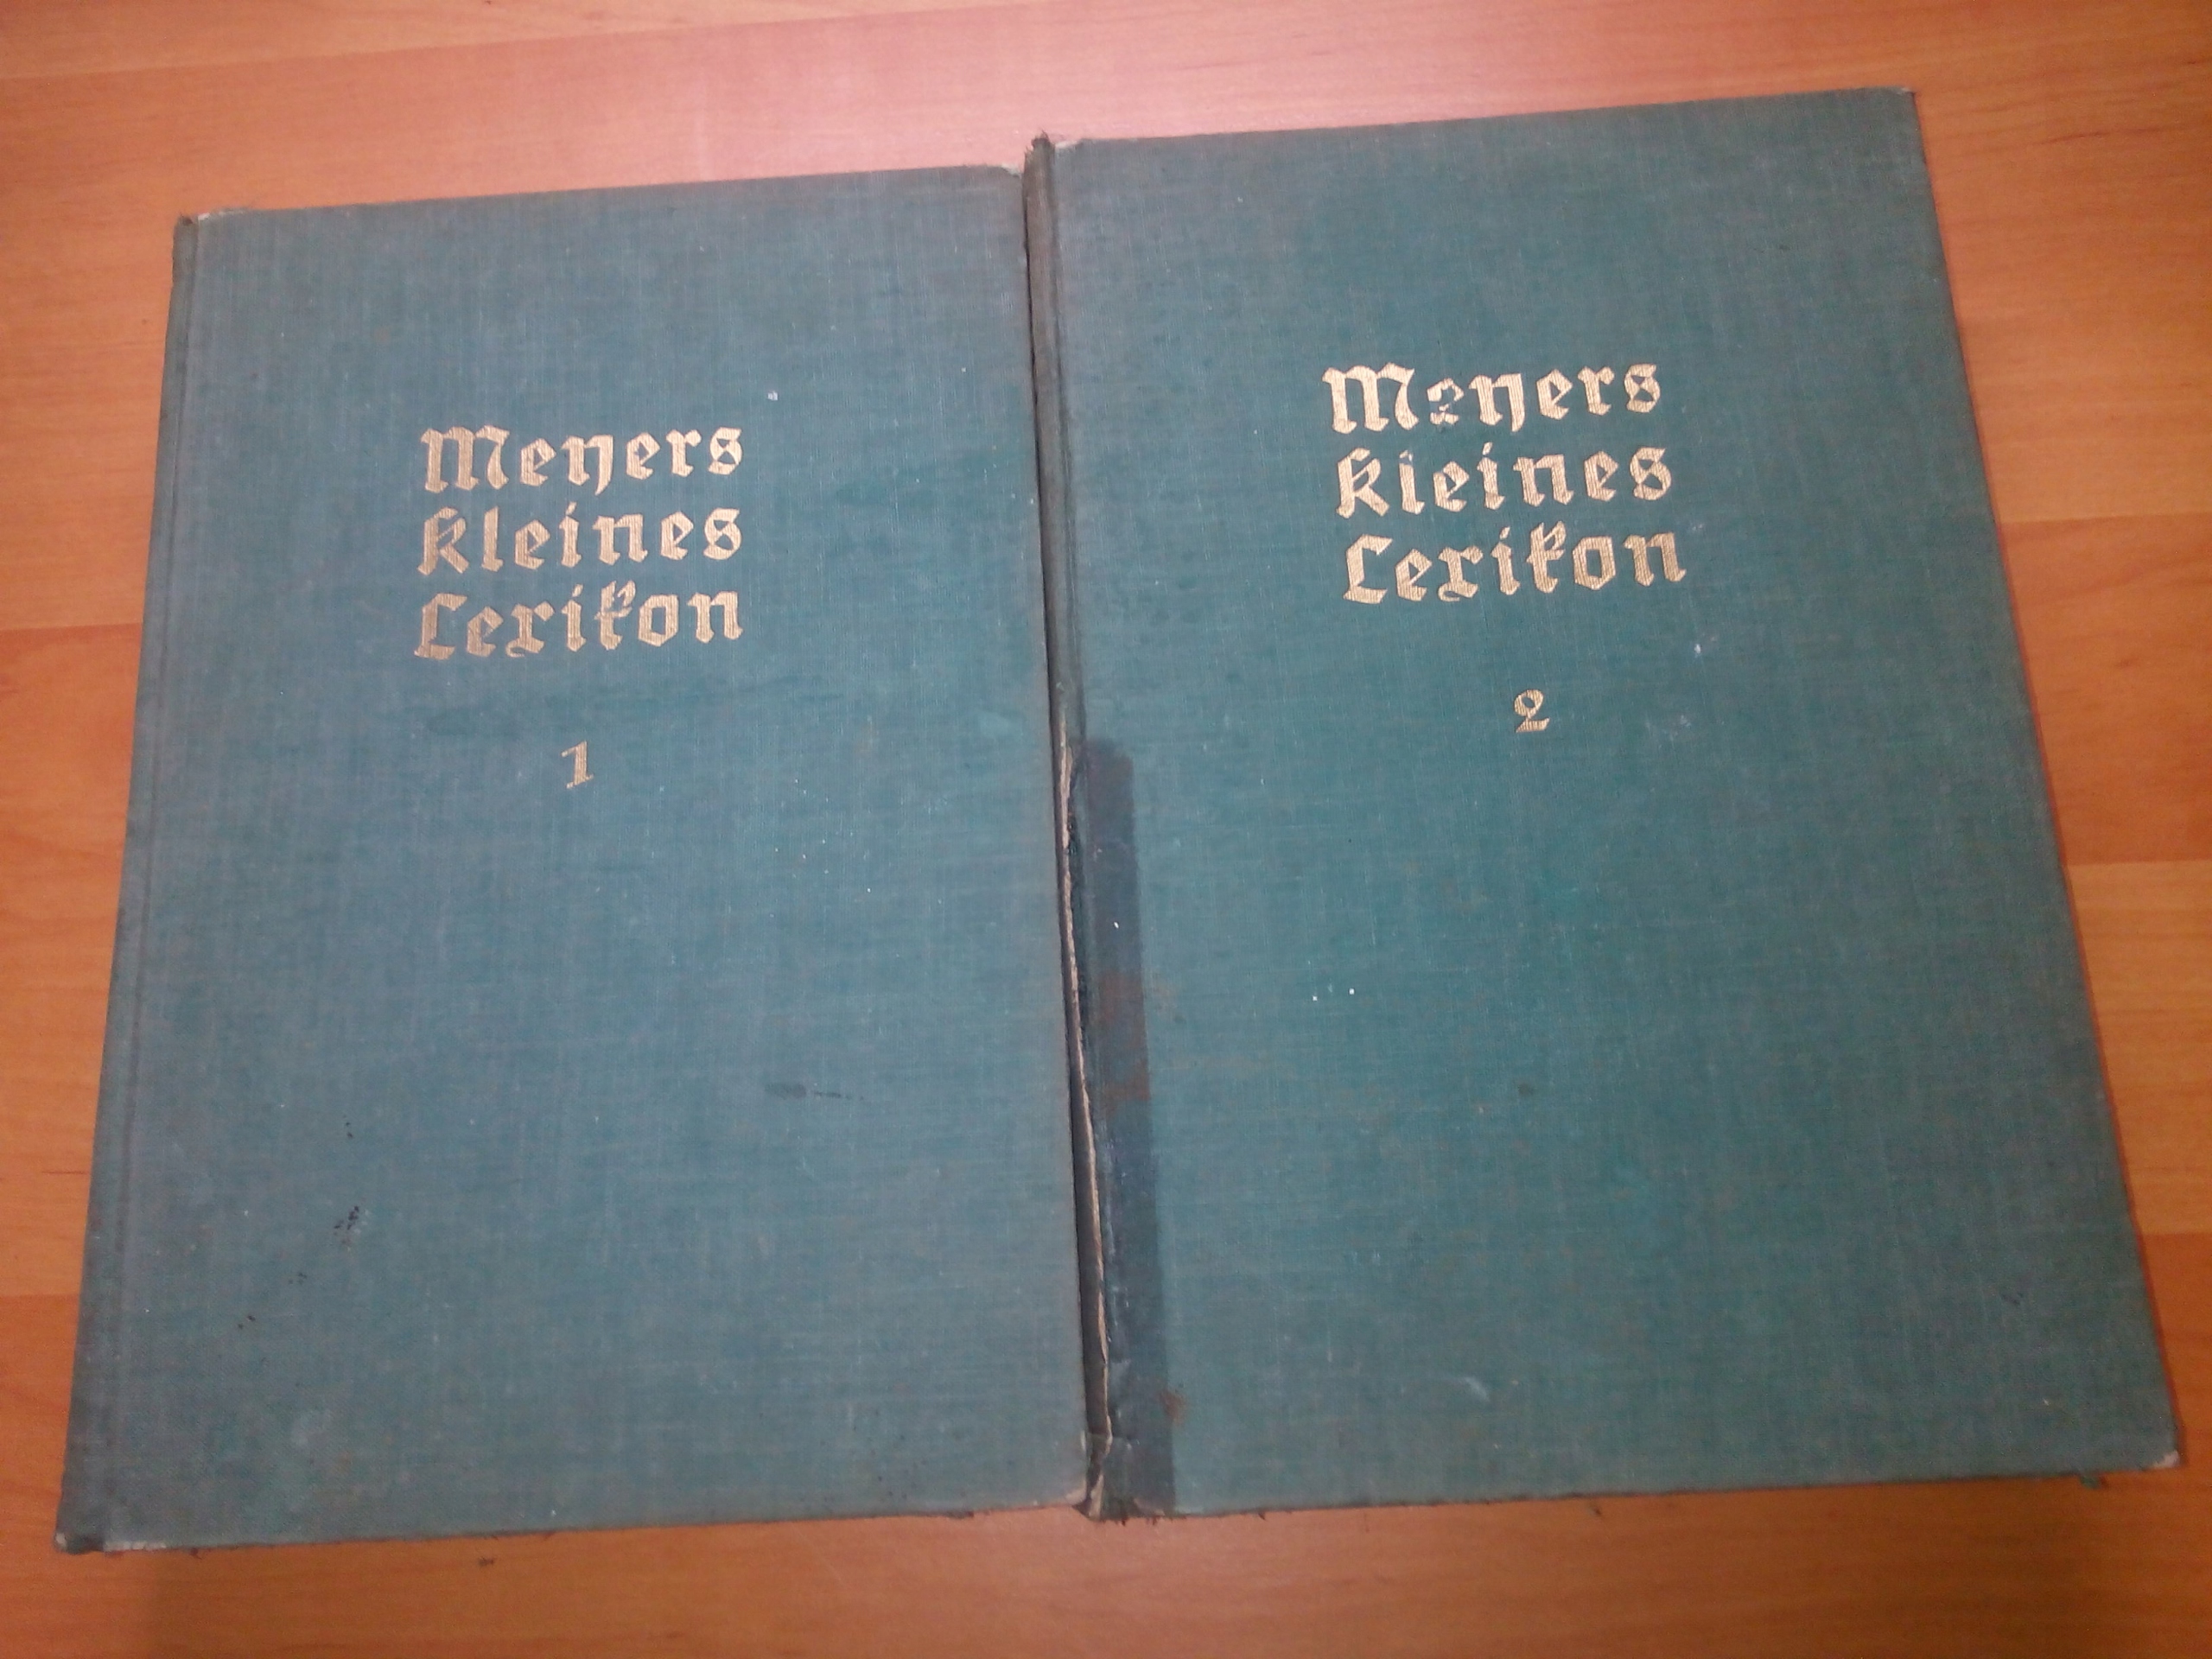 Meyers
kleines
Lexikon
1
Meyers
kleines
Lexikon
2